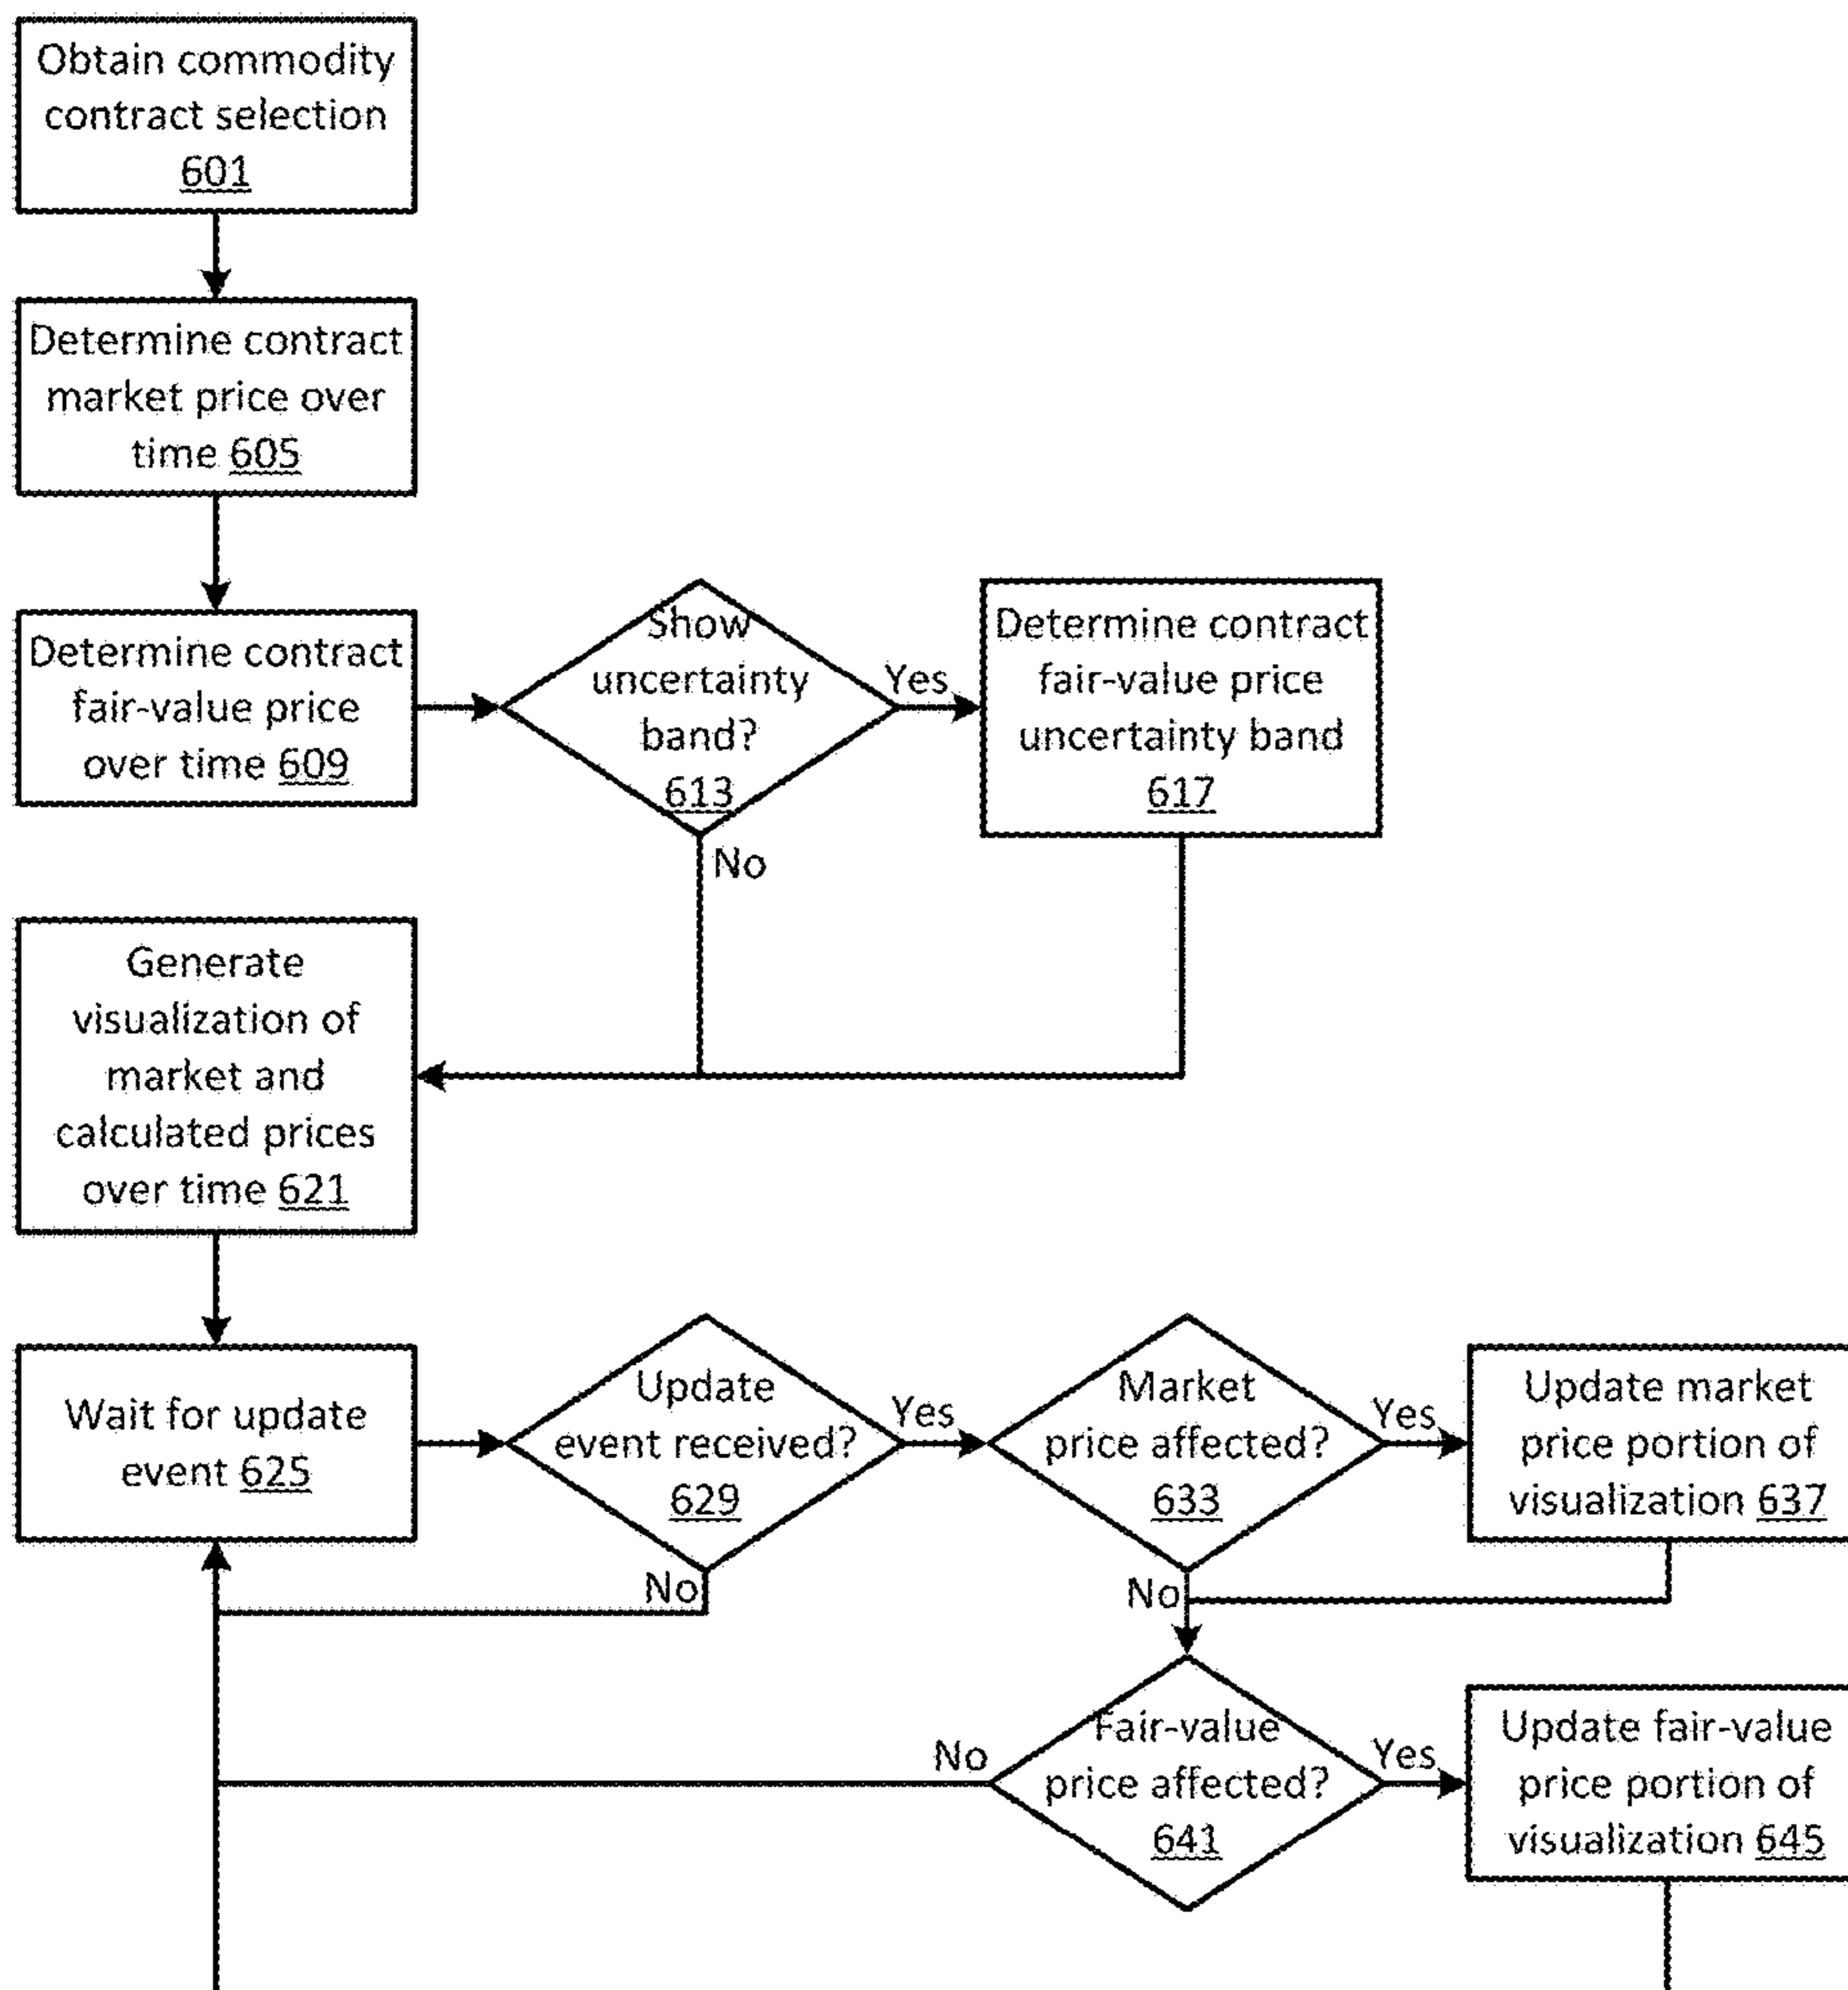 Obtain commodity
contract selection
601
Determine contract
market price over
time 605
Determine contract
fair-value price
over time 609
Show
uncertainty
band?
613
Yes
No
Determine contract
fair-value price
uncertainty band
617
Generate
visualization of
market and
calculated prices
over time 621
Wait for update
event 625
Update
event received?
629
Yes
No
Market
price affected?
633
Yes
No
Update market
price portion of
visualization 637
Fair-value
price affected?
641
No
Yes
Update fair-value
price portion of
visualization 645